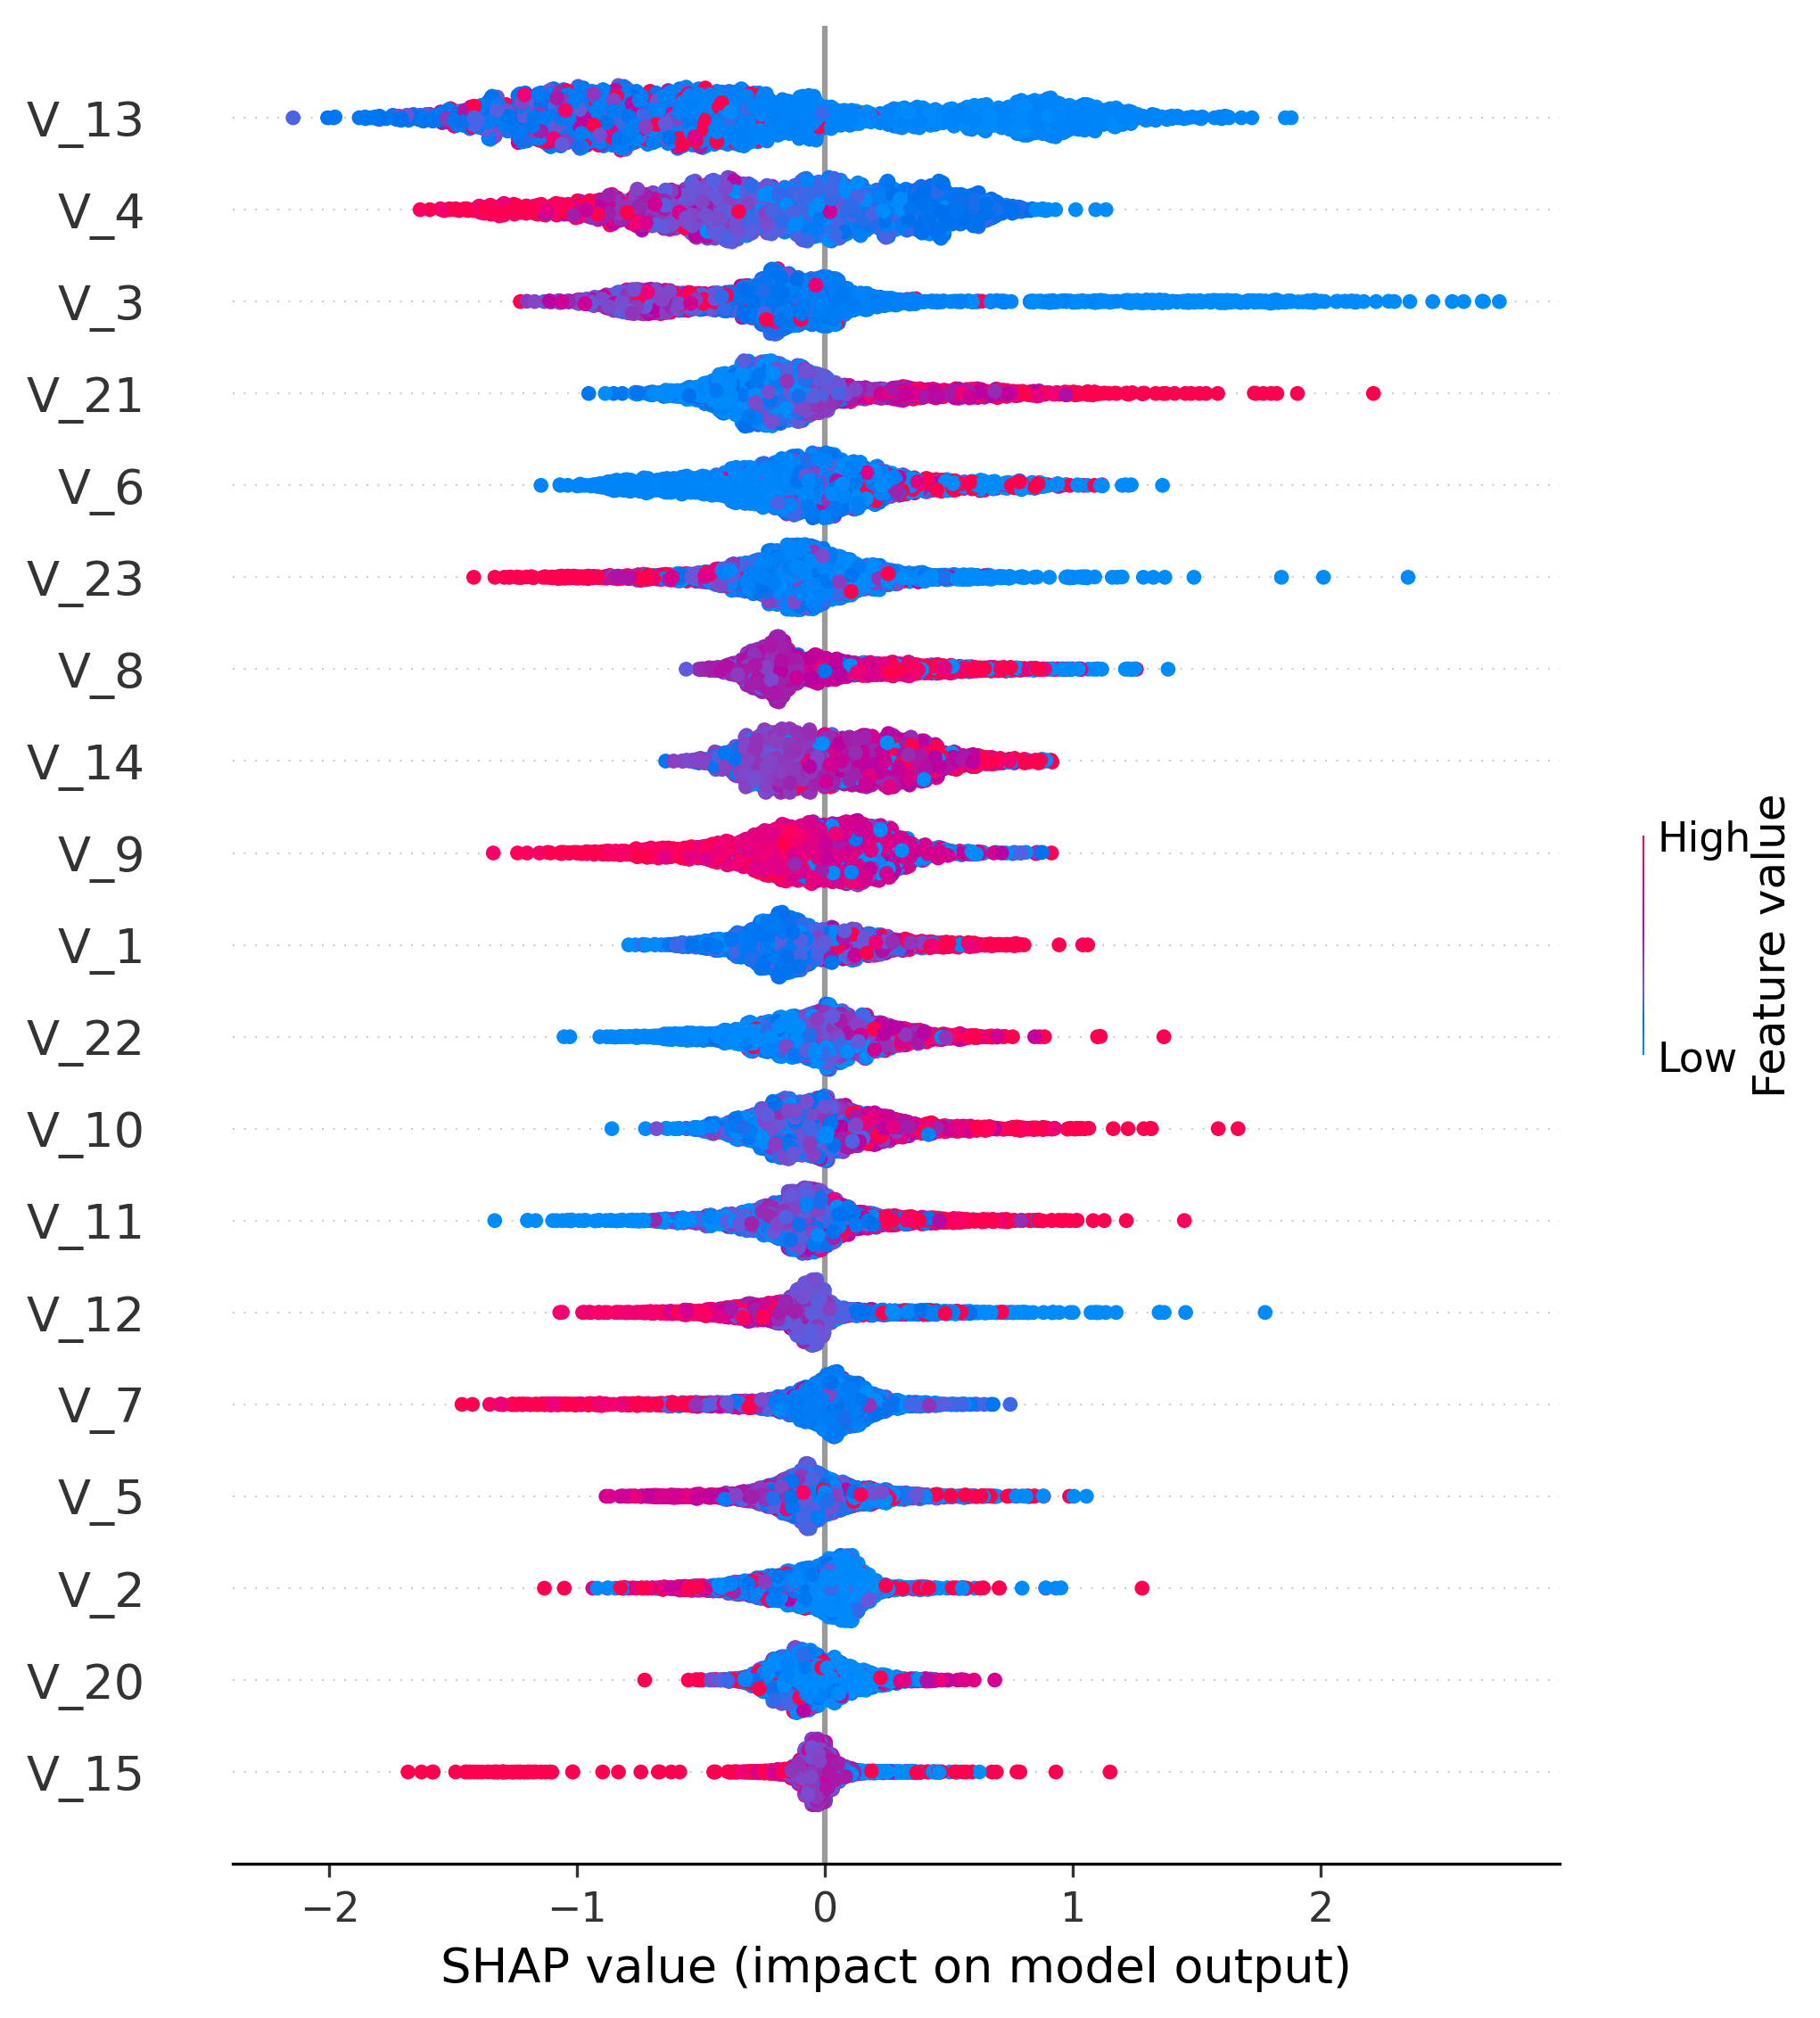 V_13
V_4
V_3
V_21
V_6
V_23
V_8
V_14
V_9
V_1
V_22
V_10
V_11
V_12
V_7
V_5
V_2
V_20
V_15
−2 −1 0 1 2
SHAP value (impact on model output)
High
Low
Feature value